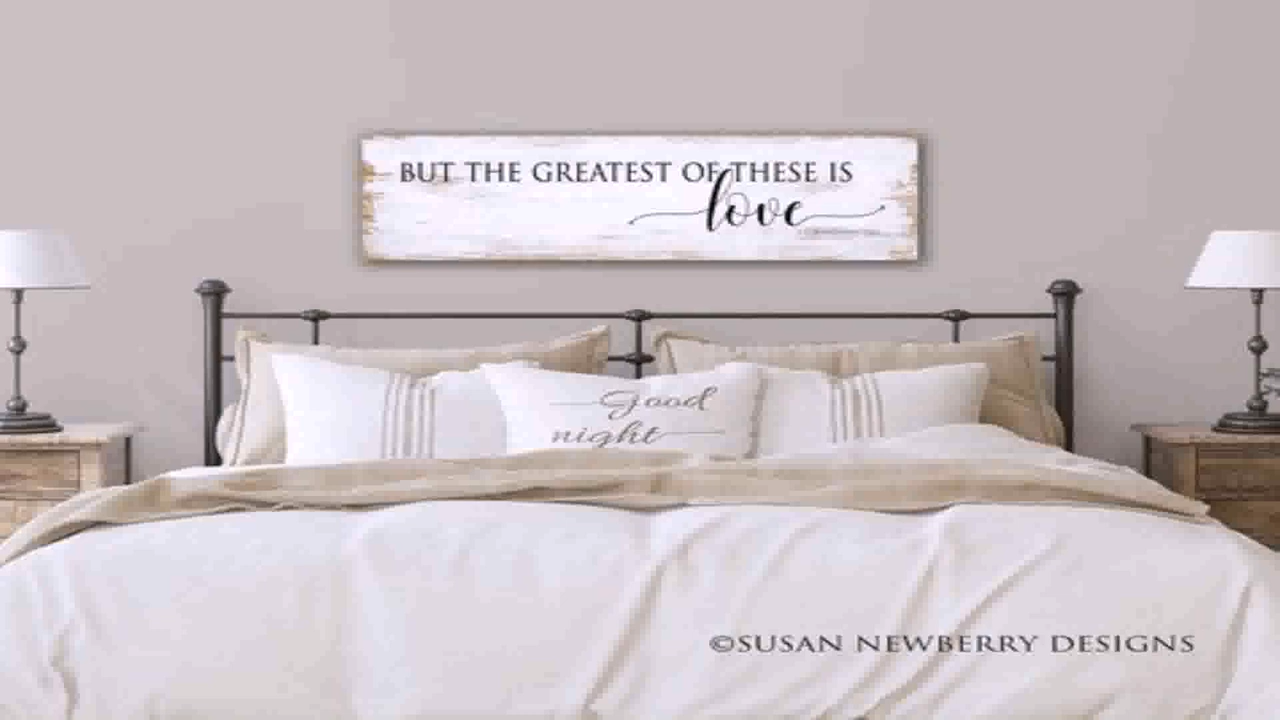 BUT THE GREATEST OF THESE IS
love
Good
night
©SUSAN NEWBERRY DESIGNS